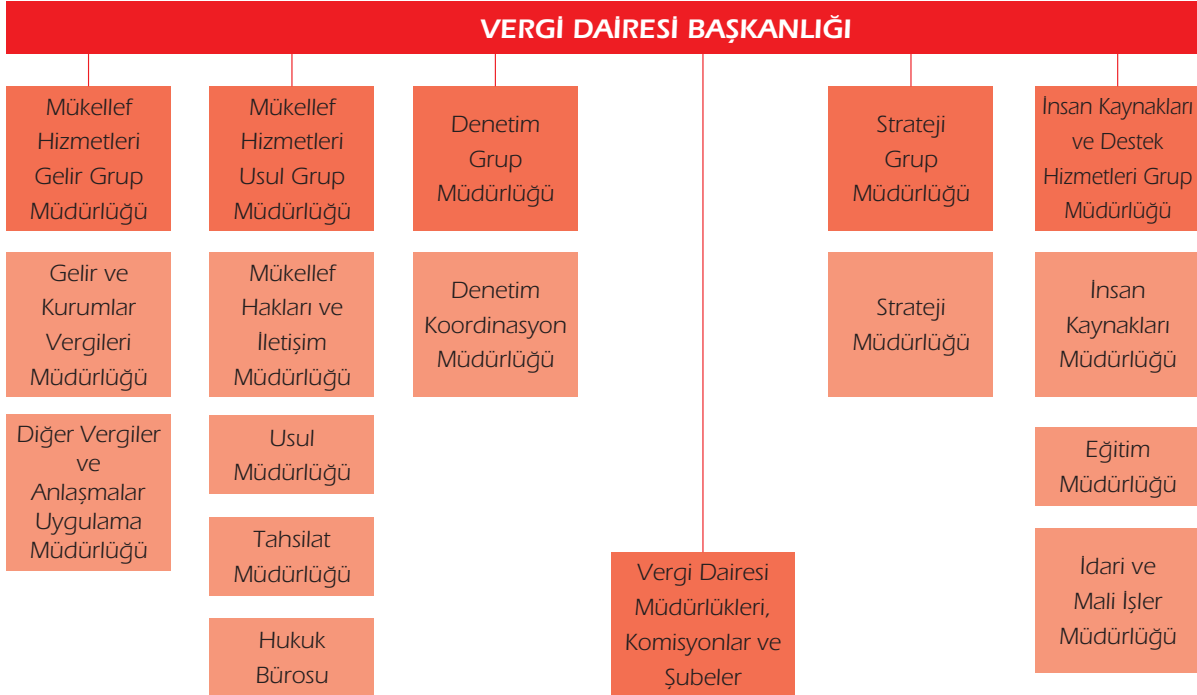 VERGİ DAİRESİ BAŞKANLIĞI
Mükellef
Hizmetleri
Gelir Grup
Müdürlüğü
Gelir ve
Kurumlar
Vergileri
Müdürlüğü
Diğer Vergiler
ve
Anlaşmalar
Uygulama
Müdürlüğü
Mükellef
Hizmetleri
Usul Grup
Müdürlüğü
Mükellef
Hakları ve
İletişim
Müdürlüğü
Usul
Müdürlüğü
Tahsilat
Müdürlüğü
Hukuk
Bürosu
Denetim
Grup
Müdürlüğü
Denetim
Koordinasyon
Müdürlüğü
Vergi Dairesi
Müdürlükleri,
Komisyonlar ve
Şubeler
Strateji
Grup
Müdürlüğü
Strateji
Müdürlüğü
İnsan Kaynakları
ve Destek
Hizmetleri Grup
Müdürlüğü
İnsan
Kaynakları
Müdürlüğü
Eğitim
Müdürlüğü
İdari ve
Mali İşler
Müdürlüğü